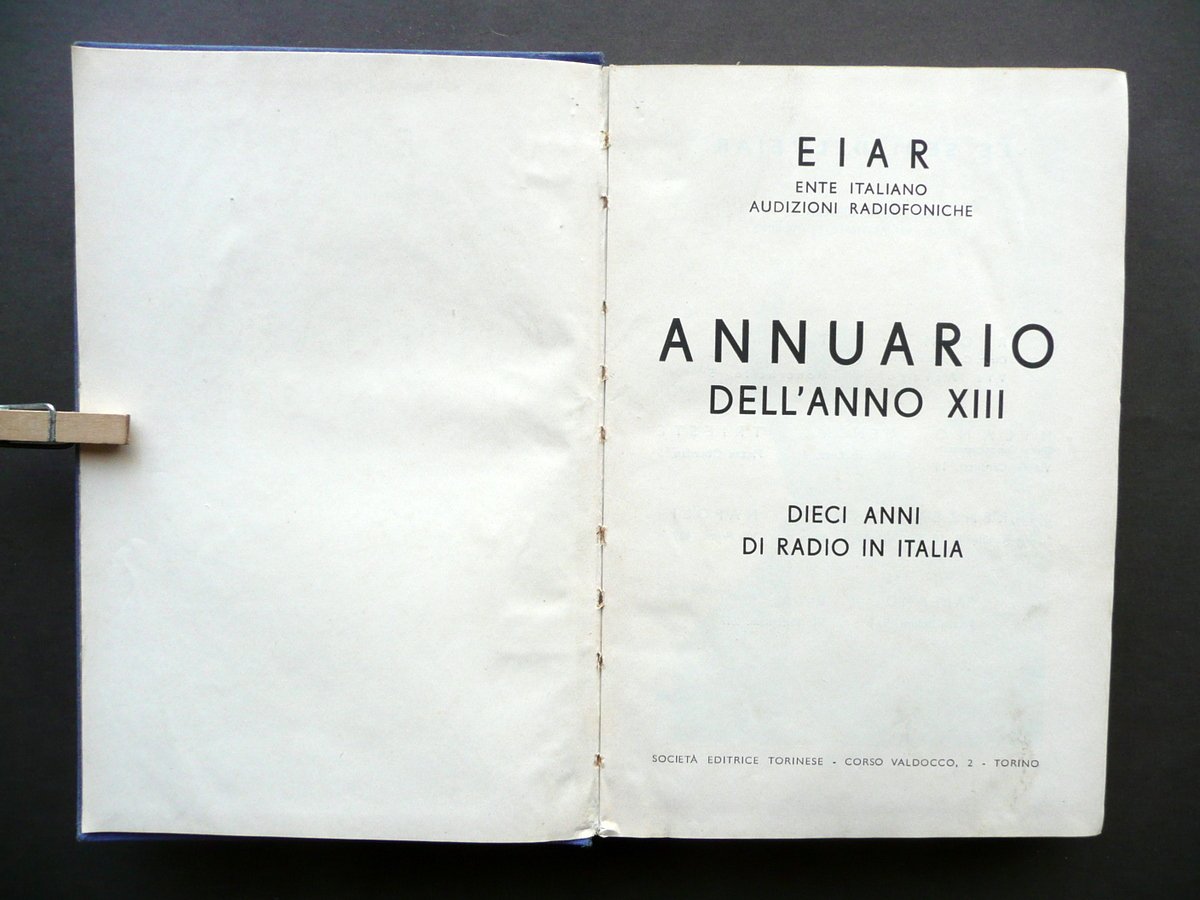 EIAR
ENTE ITALIANO
AUDIZIONI RADIOFONICHE
ANNUARIO
DELL'ANNO XIII
DIECI ANNI
DI RADIO IN ITALIA
SOCIETÀ EDITRICE TORINESE - CORSO VALDOCCO, 2 - TORINO